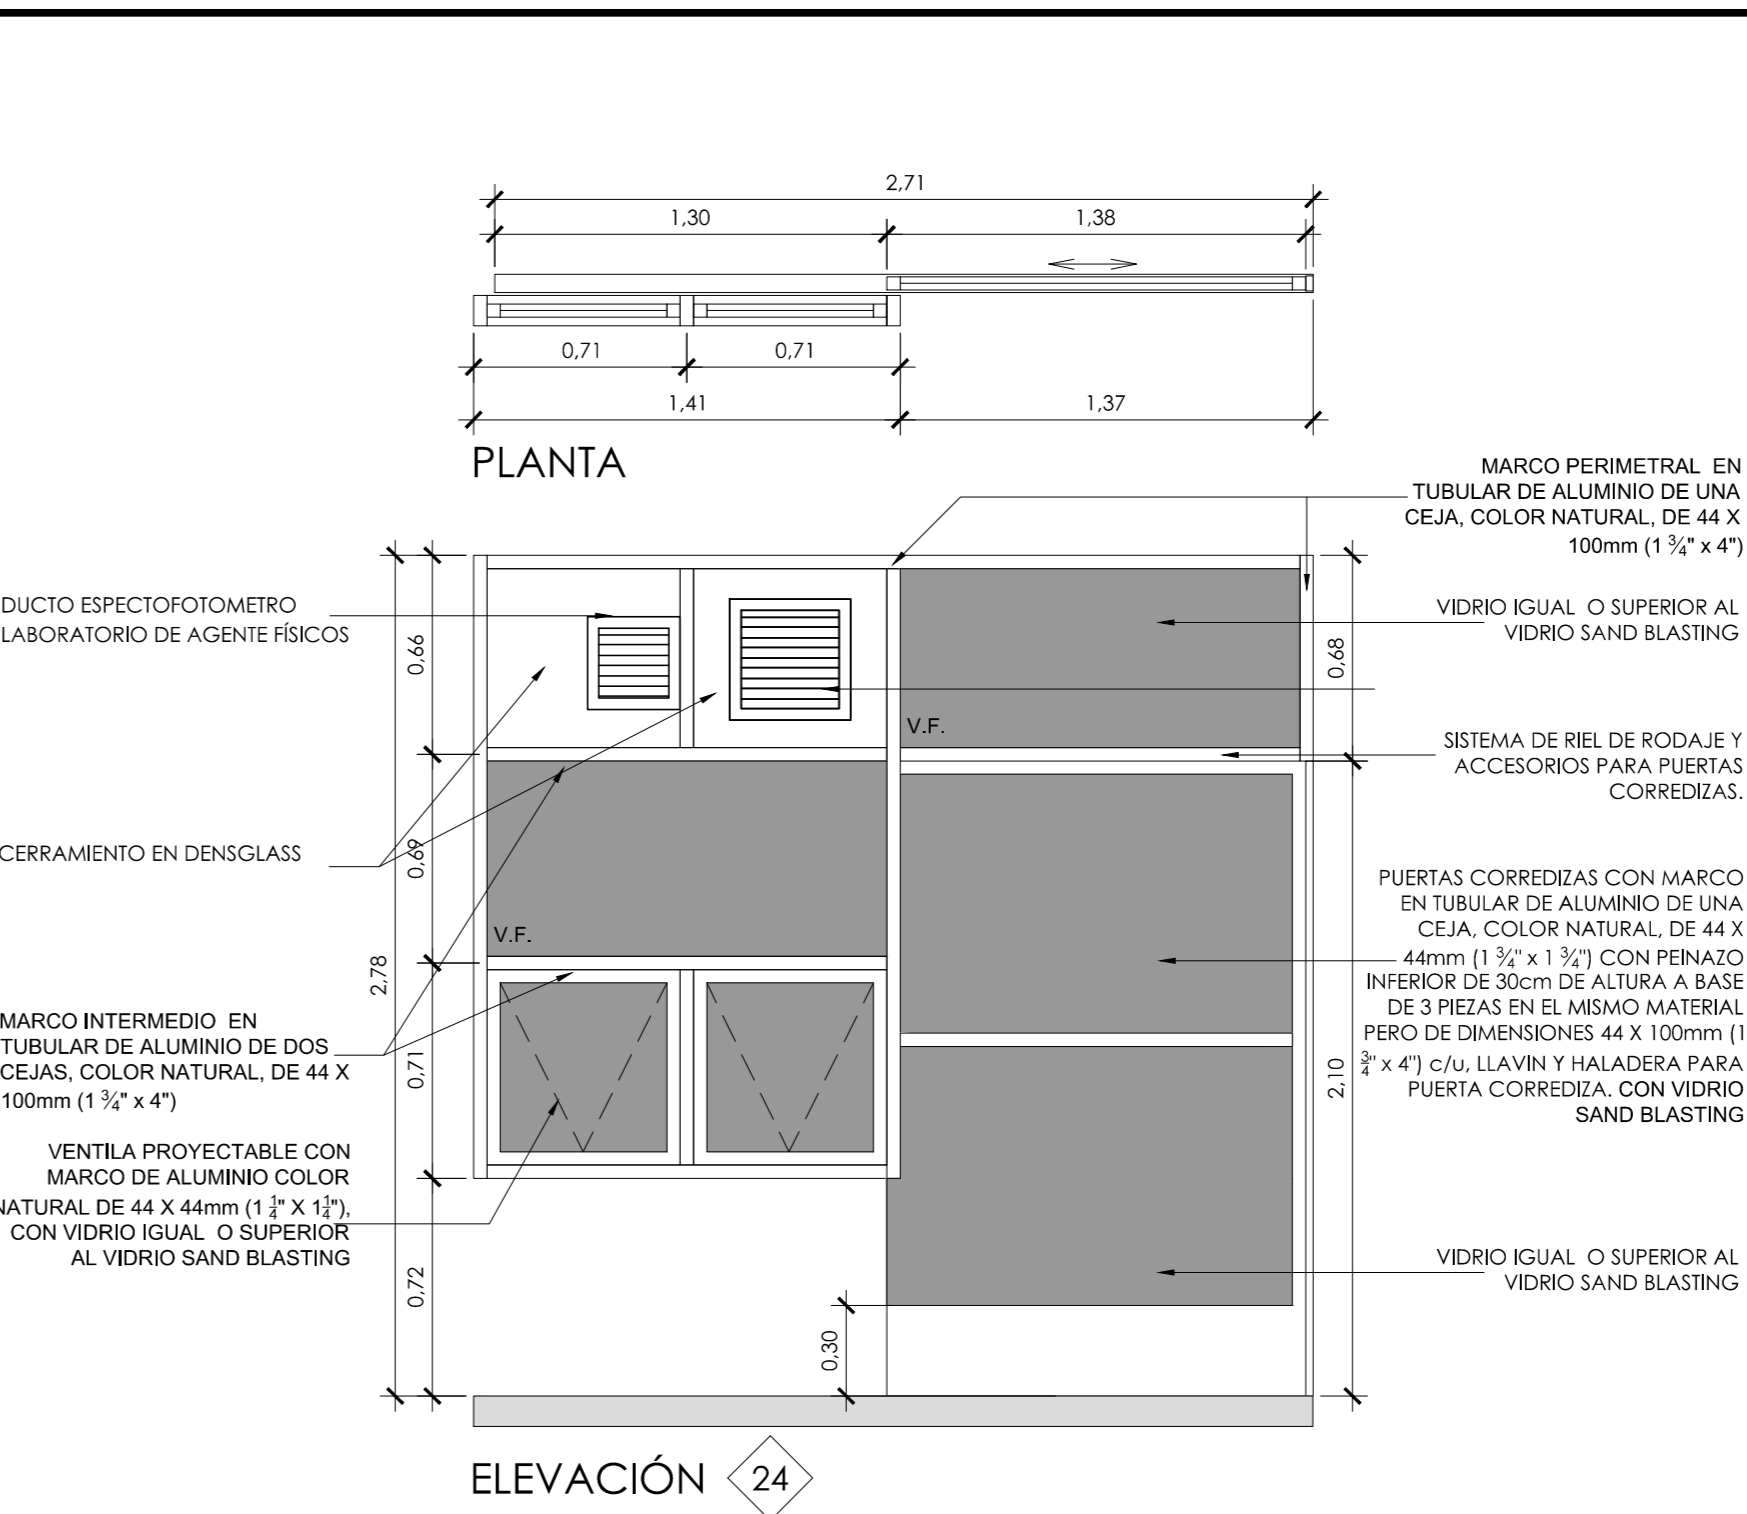 2,71
1,30
1,38
0,71
0,71
1,41
1,37
PLANTA
MARCO PERIMETRAL EN
TUBULAR DE ALUMINIO DE UNA
CEJA, COLOR NATURAL, DE 44 X
100mm (1 ¾" x 4")
DUCTO ESPECTOFOTOMETRO
LABORATORIO DE AGENTE FÍSICOS
VIDRIO IGUAL O SUPERIOR AL
VIDRIO SAND BLASTING
0,66
0,68
V.F.
SISTEMA DE RIEL DE RODAJE Y
ACCESORIOS PARA PUERTAS
CORREDIZAS.
CERRAMIENTO EN DENSGLASS
0,69
V.F.
2,78
PUERTAS CORREDIZAS CON MARCO
EN TUBULAR DE ALUMINIO DE UNA
CEJA, COLOR NATURAL, DE 44 X
44mm (1 ¾" x 1 ¾") CON PEINAZO
INFERIOR DE 30cm DE ALTURA A BASE
DE 3 PIEZAS EN EL MISMO MATERIAL
PERO DE DIMENSIONES 44 X 100mm (1
¾" x 4") c/u, LLAVIN Y HALADERA PARA
PUERTA CORREDIZA. CON VIDRIO
SAND BLASTING
MARCO INTERMEDIO EN
TUBULAR DE ALUMINIO DE DOS
CEJAS, COLOR NATURAL, DE 44 X
100mm (1 ¾" x 4")
0,71
2,10
VENTILA PROYECTABLE CON
MARCO DE ALUMINIO COLOR
NATURAL DE 44 X 44mm (1 ¼" X 1¼"),
CON VIDRIO IGUAL O SUPERIOR
AL VIDRIO SAND BLASTING
VIDRIO IGUAL O SUPERIOR AL
VIDRIO SAND BLASTING
0,72
0,30
ELEVACIÓN 24